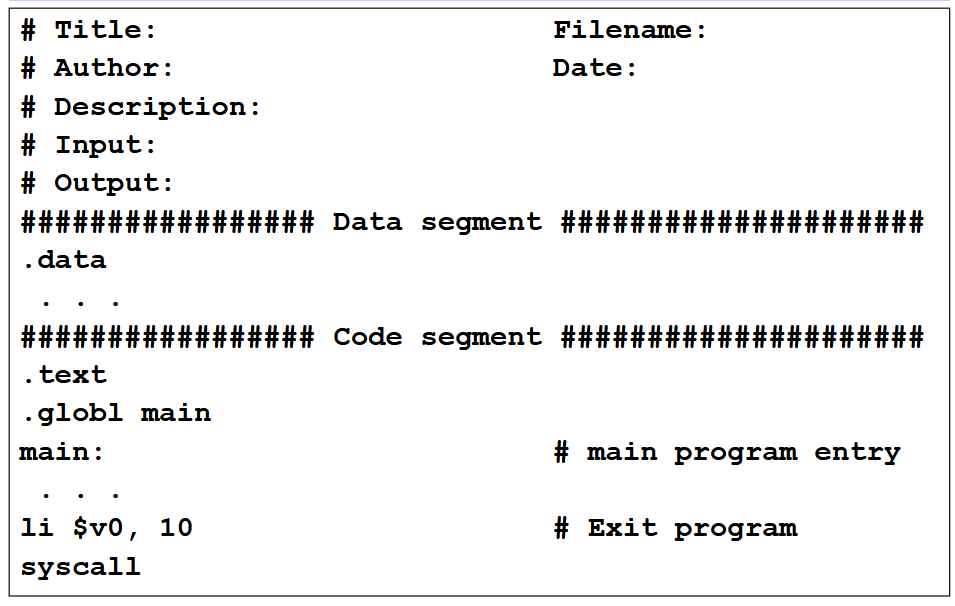 # Title: Filename:
# Author: Date:
# Description:
# Input:
# Output:
################# Data segment #####################
.data
. . .
################# Code segment #####################
.text
.globl main
main: # main program entry
. . .
li $v0, 10 # Exit program
syscall